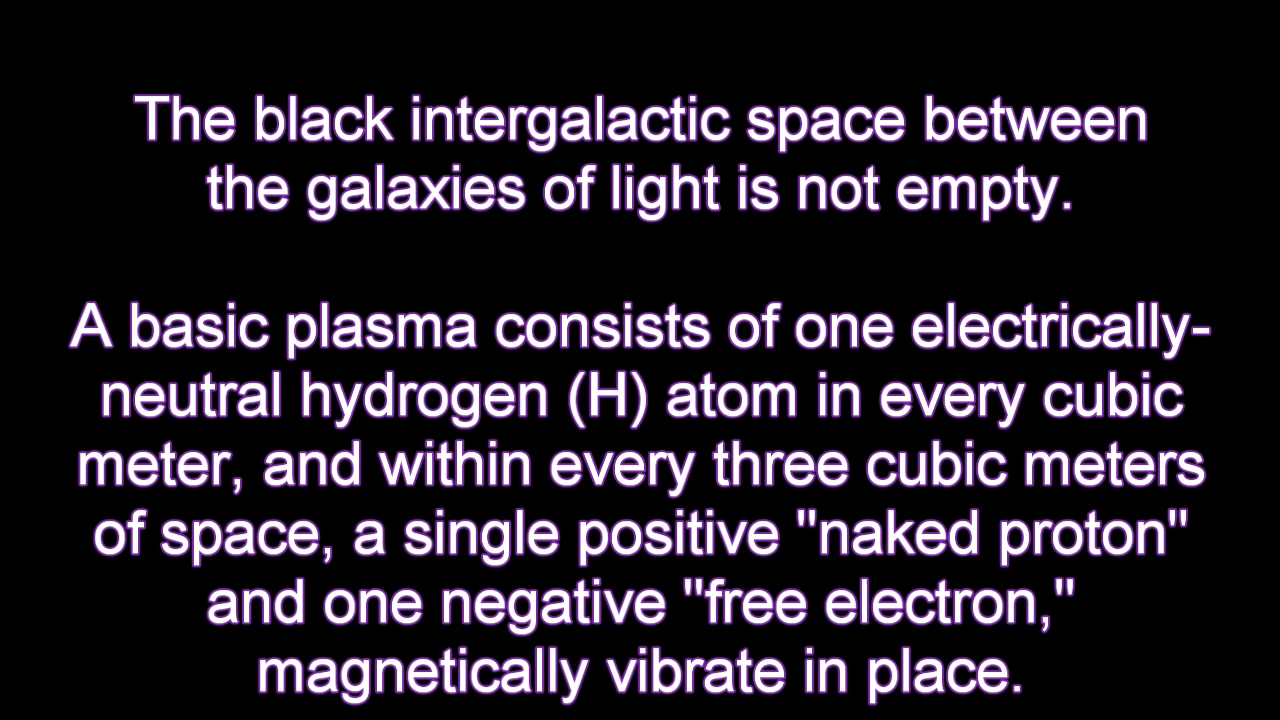 The black intergalactic space between
the galaxies of light is not empty.
A basic plasma consists of one electrically-
neutral hydrogen (H) atom in every cubic
meter, and within every three cubic meters
of space, a single positive "naked proton"
and one negative "free electron,"
magnetically vibrate in place.